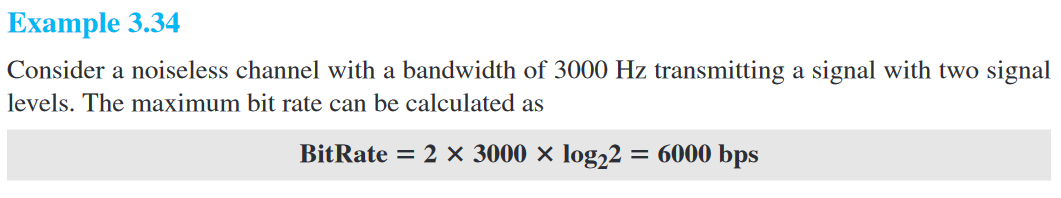 Example 3.34
Consider a noiseless channel with a bandwidth of 3000 Hz transmitting a signal with two signal
levels. The maximum bit rate can be calculated as
BitRate = 2 × 3000 × log₂2 = 6000 bps